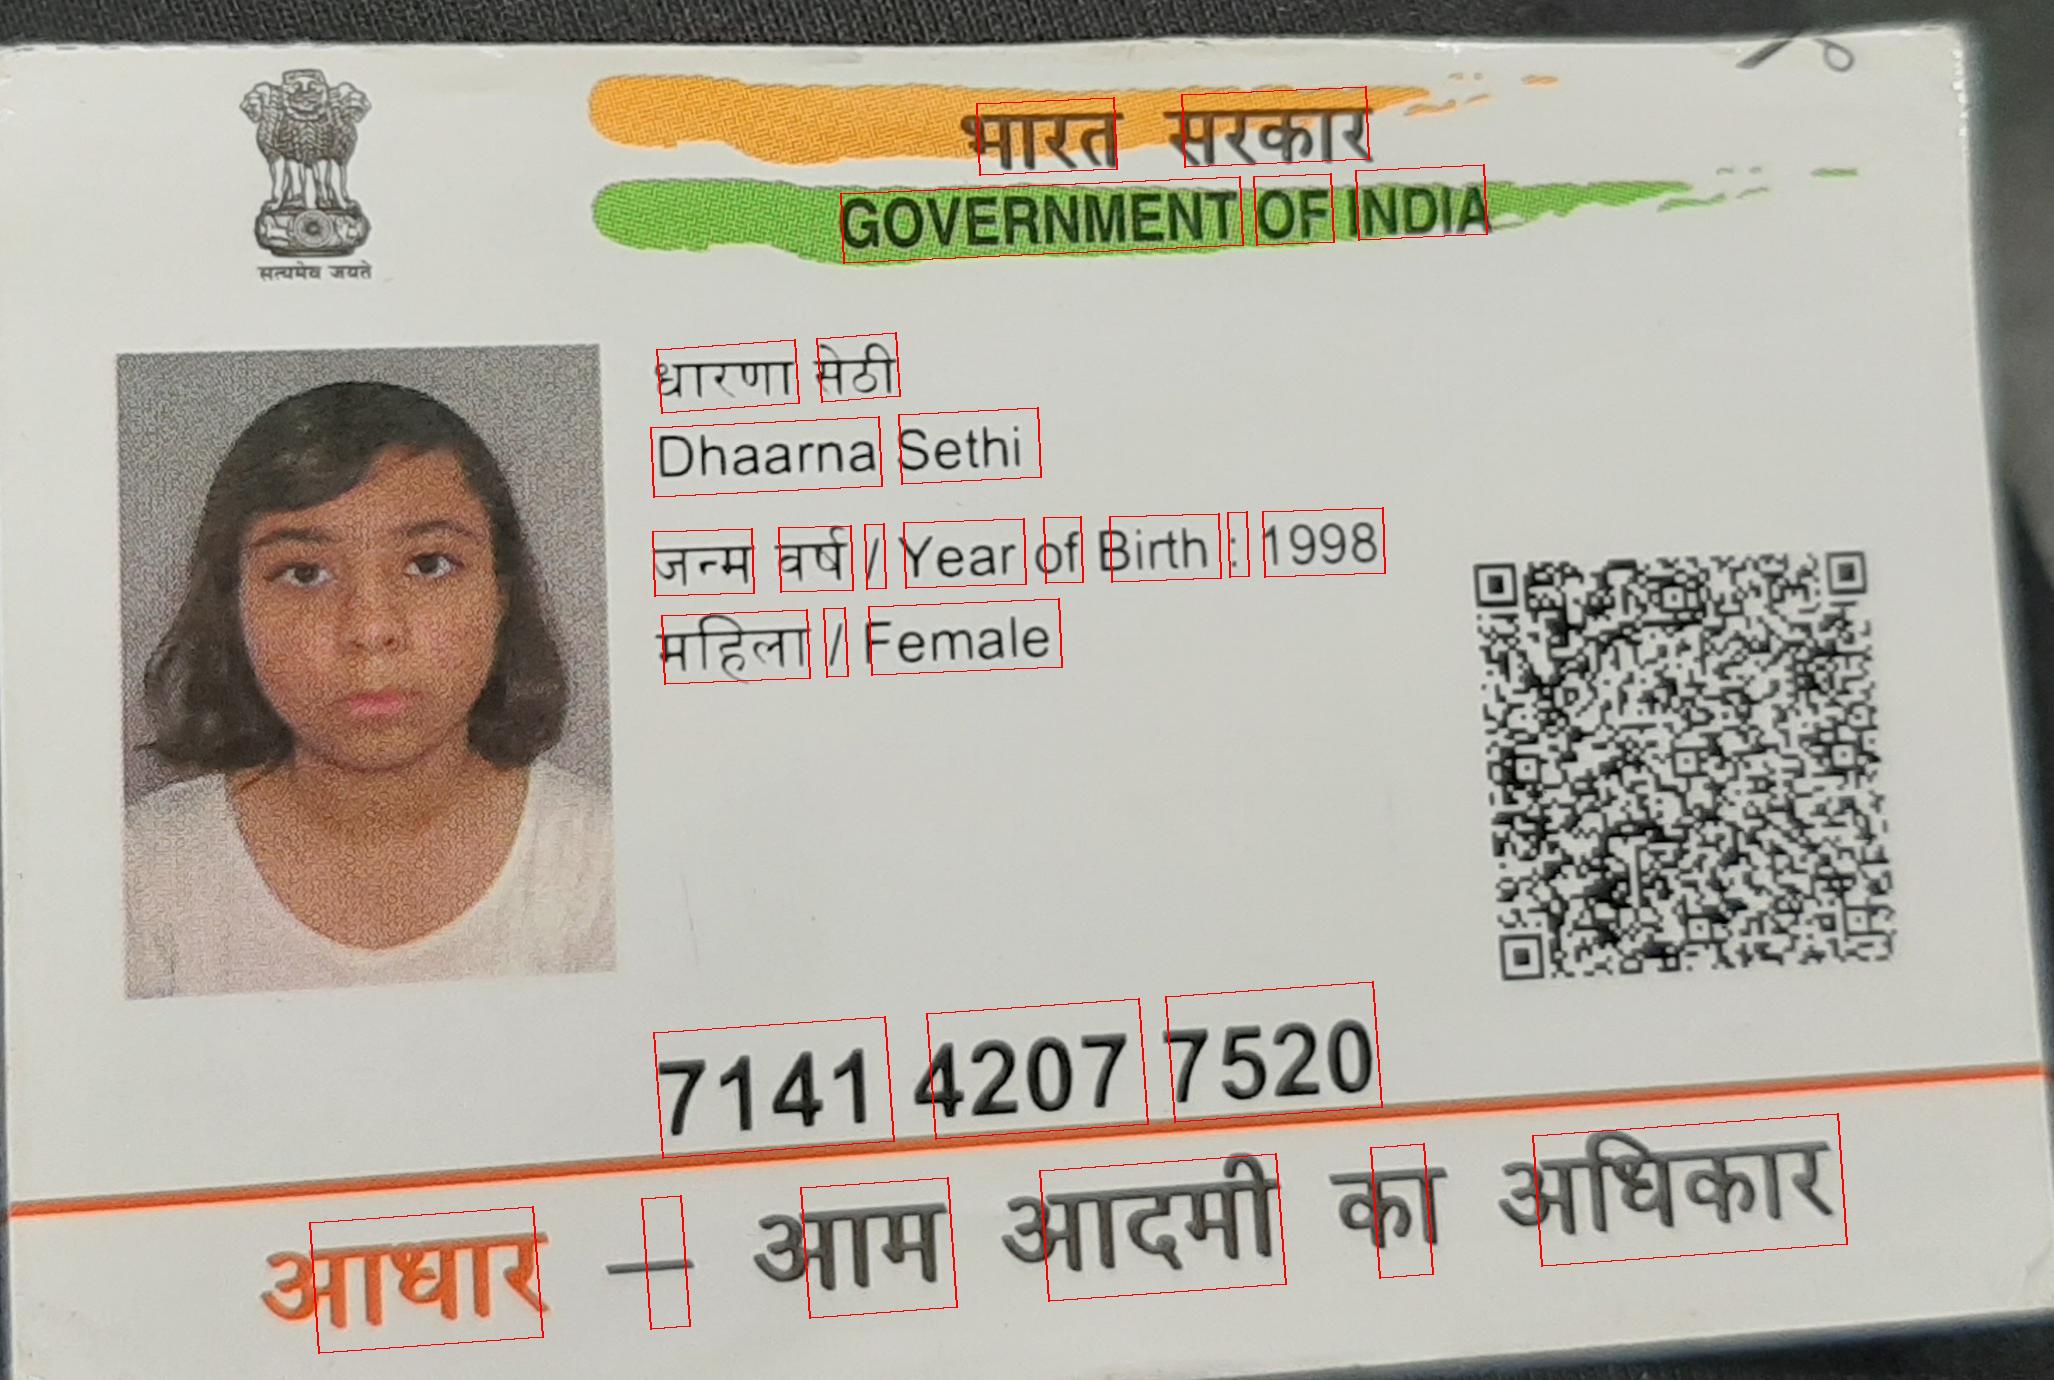 सत्यमेव जयते
भारत सरकार
GOVERNMENT OF INDIA
धारणा सेठी
Dhaarna Sethi
जन्म वर्ष / Year of Birth : 1998
महिला / Female
7141 4207 7520
आधार — आम आदमी का अधिकार